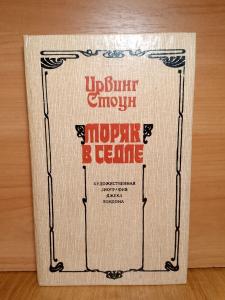 Ирвинг
Стоун
МОРЯК
В СЕДЛЕ
ХУДОЖЕСТВЕННАЯ
БИОГРАФИЯ
ДЖЕКА
ЛОНДОНА